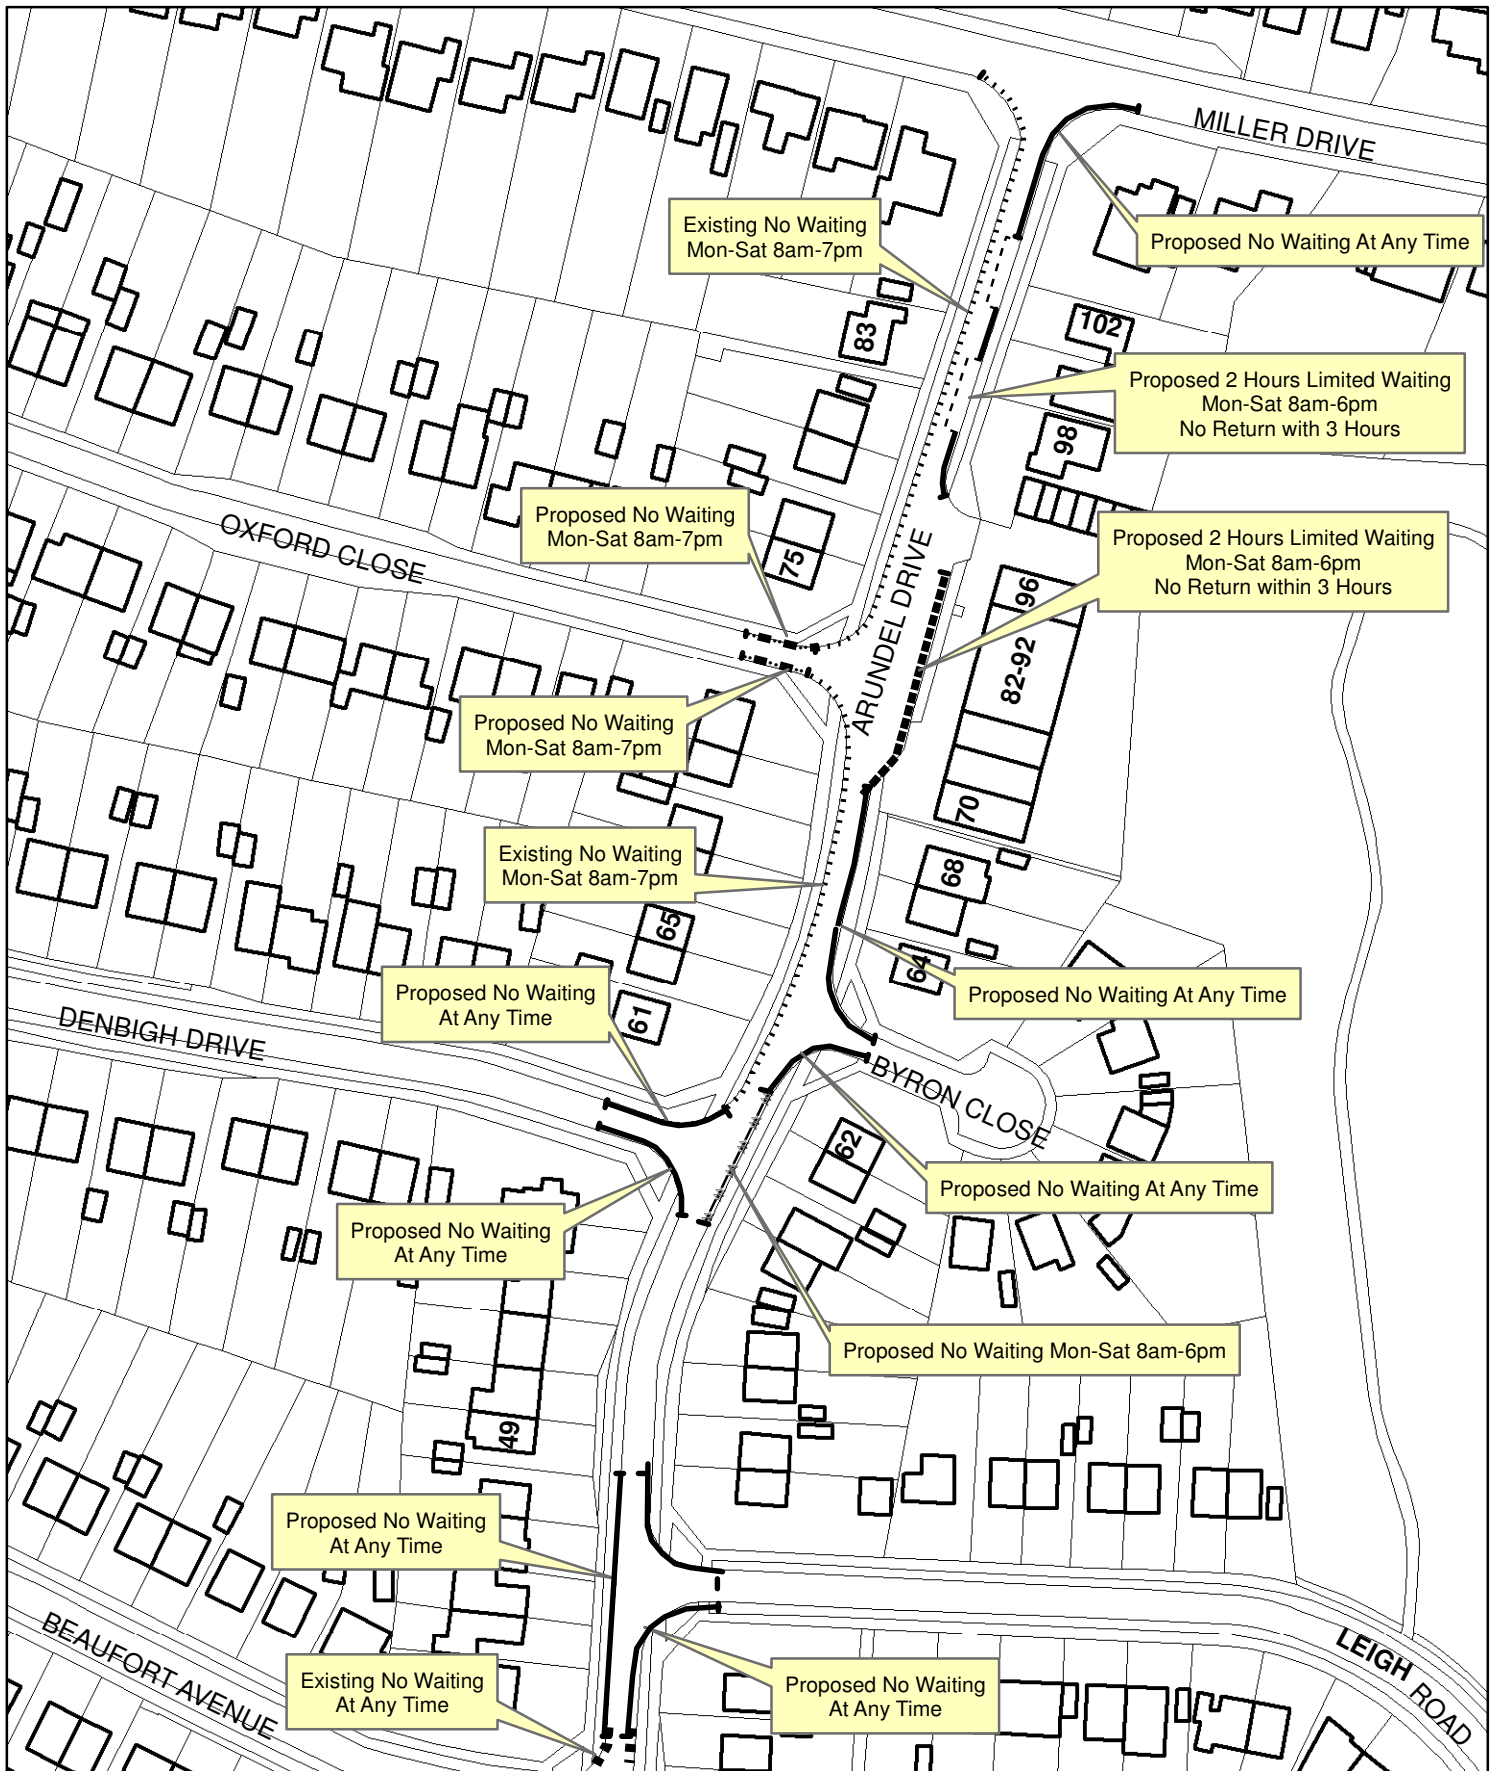 MILLER DRIVE
Existing No Waiting
Mon-Sat 8am-7pm
Proposed No Waiting At Any Time
83
102
Proposed 2 Hours Limited Waiting
Mon-Sat 8am-6pm
No Return with 3 Hours
98
Proposed No Waiting
Mon-Sat 8am-7pm
OXFORD CLOSE
75
ARUNDEL DRIVE
Proposed 2 Hours Limited Waiting
Mon-Sat 8am-6pm
No Return within 3 Hours
96
82-92
Proposed No Waiting
Mon-Sat 8am-7pm
70
Existing No Waiting
Mon-Sat 8am-7pm
68
65
64
Proposed No Waiting
At Any Time
61
Proposed No Waiting At Any Time
DENBIGH DRIVE
BYRON CLOSE
62
Proposed No Waiting At Any Time
Proposed No Waiting
At Any Time
Proposed No Waiting Mon-Sat 8am-6pm
49
Proposed No Waiting
At Any Time
BEAUFORT AVENUE
Existing No Waiting
At Any Time
Proposed No Waiting
At Any Time
LEIGH ROAD